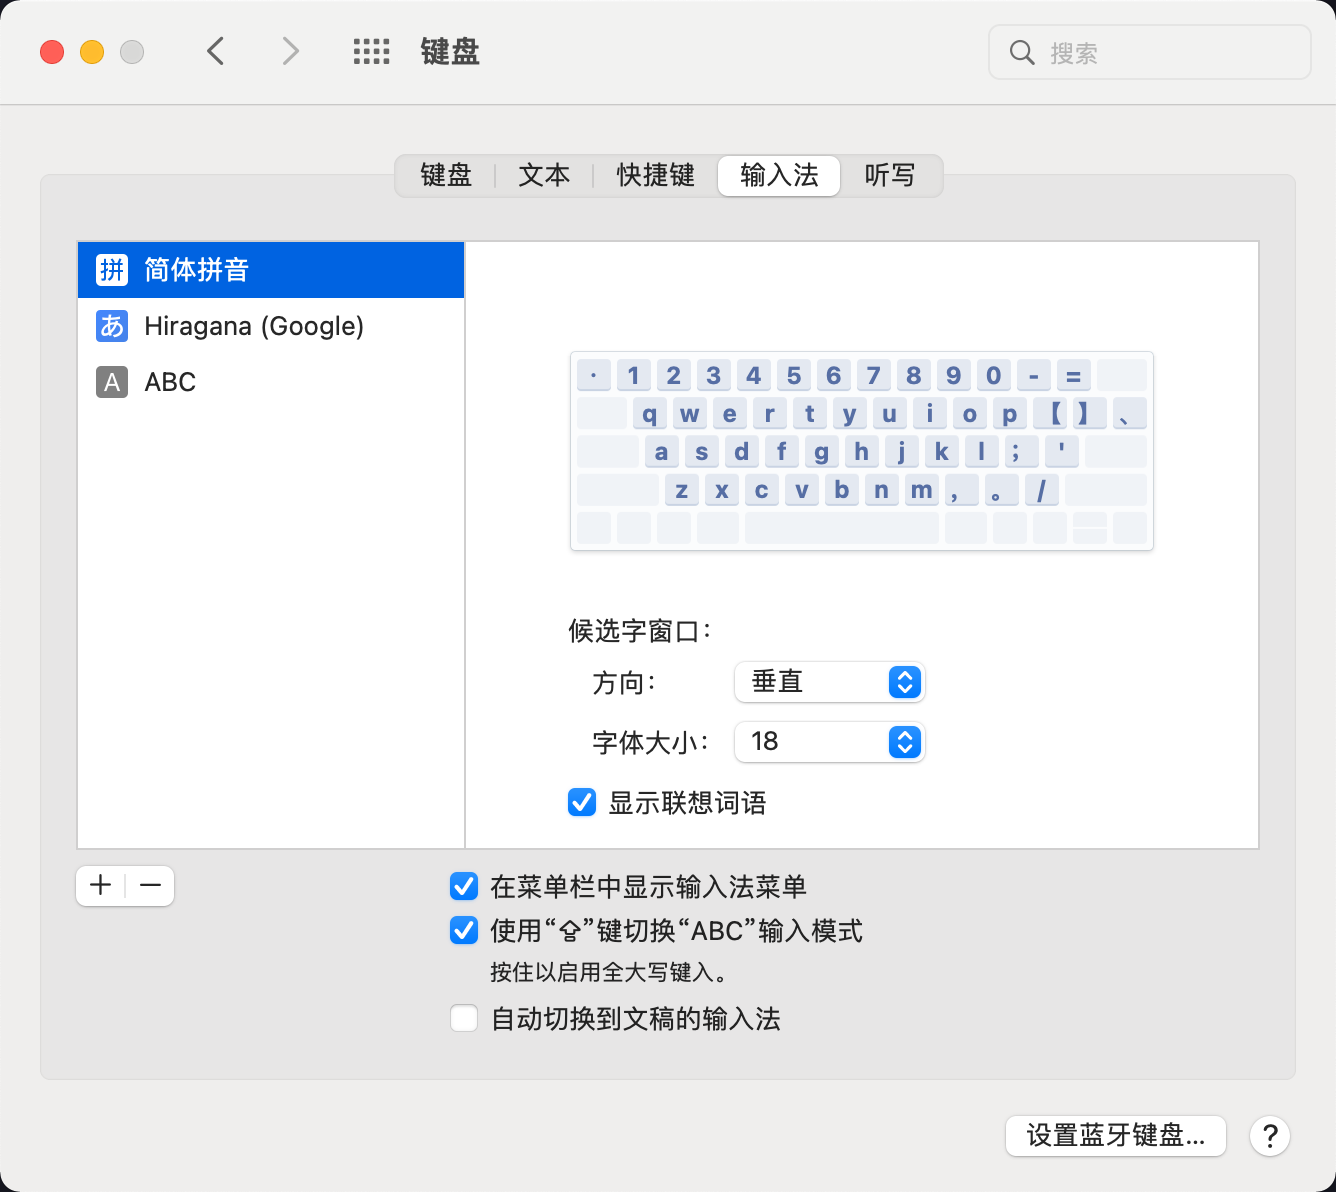 键盘
搜索
键盘 文本 快捷键 输入法 听写
拼 简体拼音
あ Hiragana (Google)
A ABC
· 1 2 3 4 5 6 7 8 9 0 - =
q w e r t y u i o p 【 】 、
a s d f g h j k l ； '
z x c v b n m ， 。 /
候选字窗口：
方向： 垂直
字体大小： 18
显示联想词语
在菜单栏中显示输入法菜单
使用“⇪”键切换“ABC”输入模式
按住以启用全大写键入。
自动切换到文稿的输入法
设置蓝牙键盘... ?